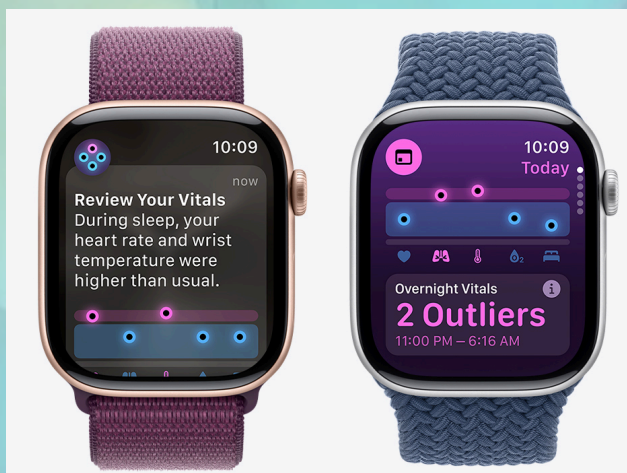 10:09
now
Review Your Vitals
During sleep, your
heart rate and wrist
temperature were
higher than usual.
10:09
Today
O₂
Overnight Vitals
i
2 Outliers
11:00 PM – 6:16 AM